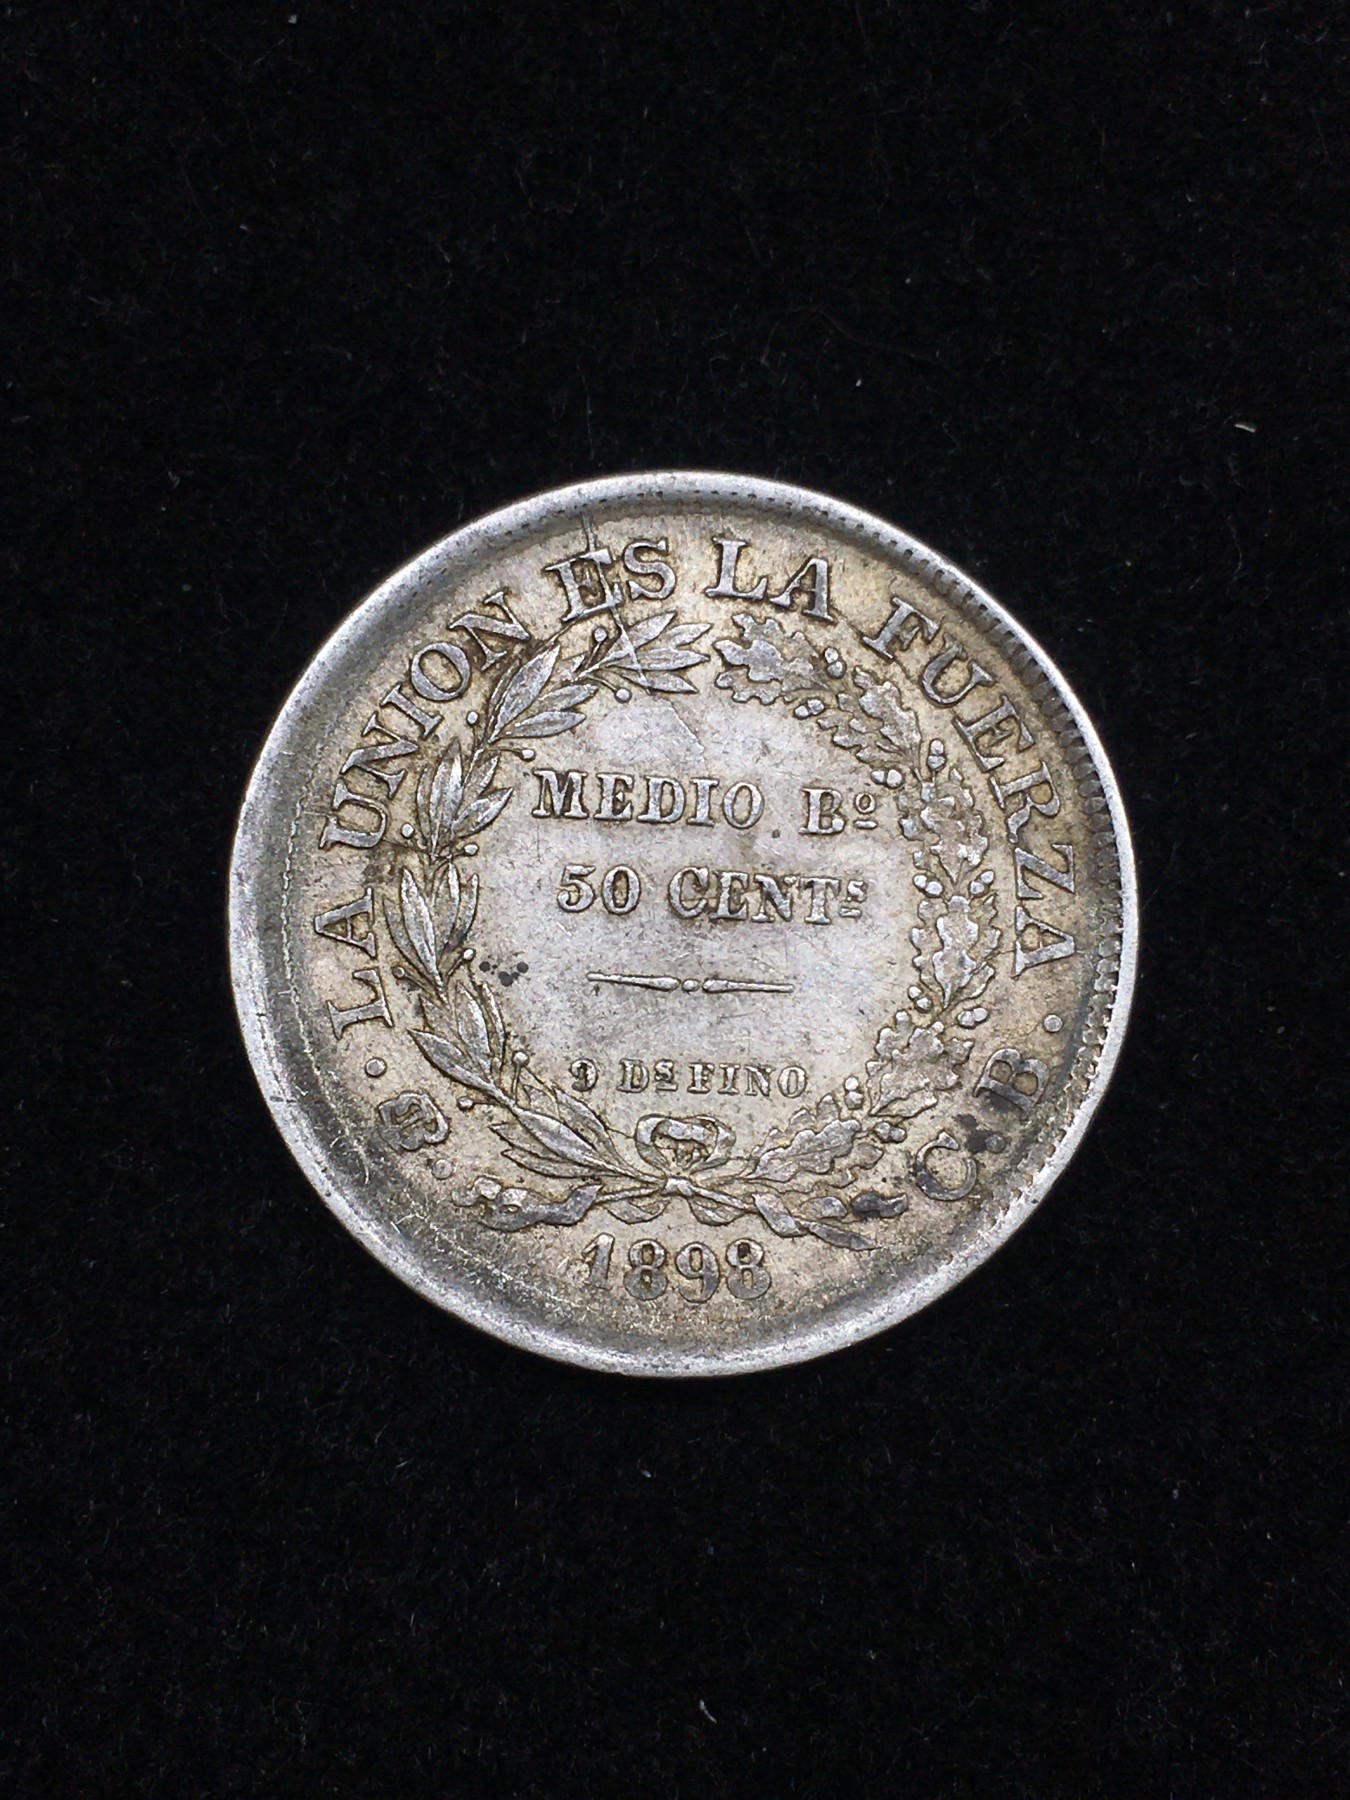 LA UNION ES LA FUERZA · C.B.
MEDIO Bº
50 CENTS
9 DS FINO
1898